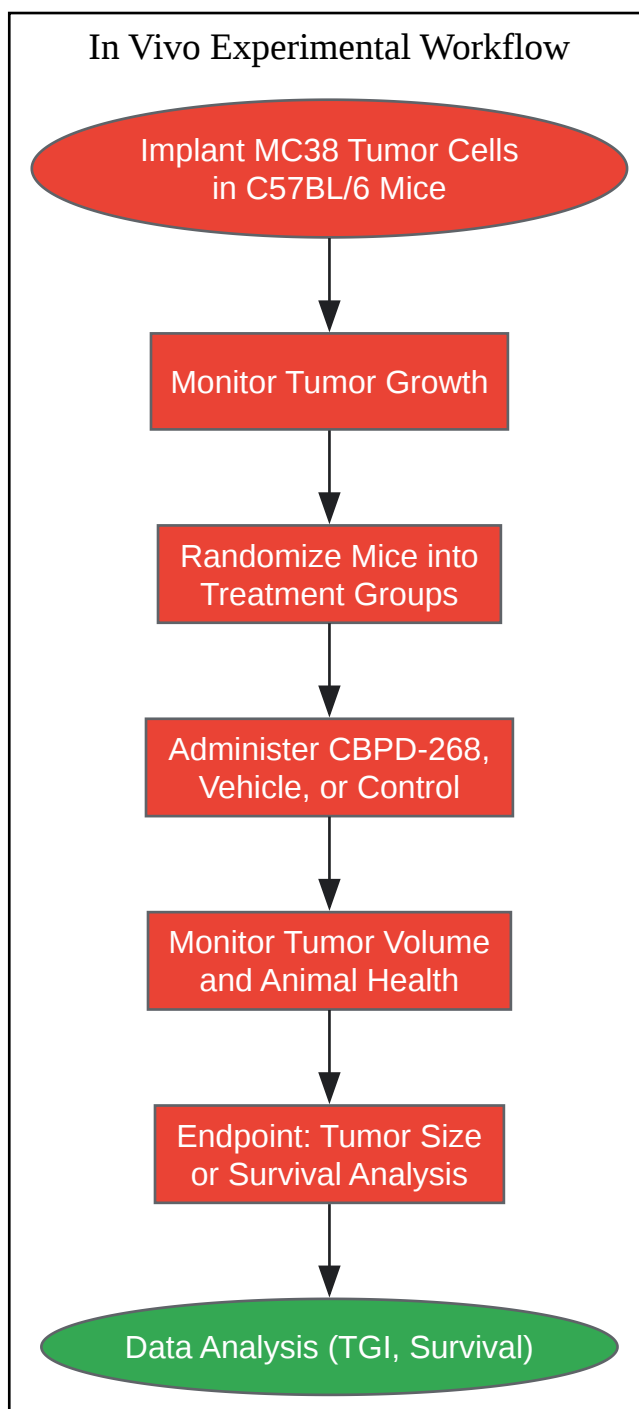 In Vivo Experimental Workflow
Implant MC38 Tumor Cells
in C57BL/6 Mice
Monitor Tumor Growth
Randomize Mice into
Treatment Groups
Administer CBPD-268,
Vehicle, or Control
Monitor Tumor Volume
and Animal Health
Endpoint: Tumor Size
or Survival Analysis
Data Analysis (TGI, Survival)